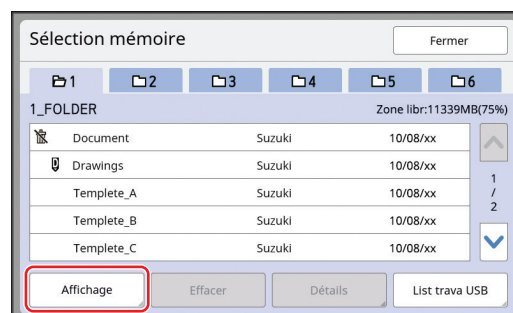 Sélection mémoire Fermer
1 2 3 4 5 6
1_FOLDER Zone libr:11339MB(75%)
Document Suzuki 10/08/xx
Drawings Suzuki 10/08/xx
Templete_A Suzuki 10/08/xx
Templete_B Suzuki 10/08/xx
Templete_C Suzuki 10/08/xx
1
/
2
Affichage Effacer Détails List trava USB